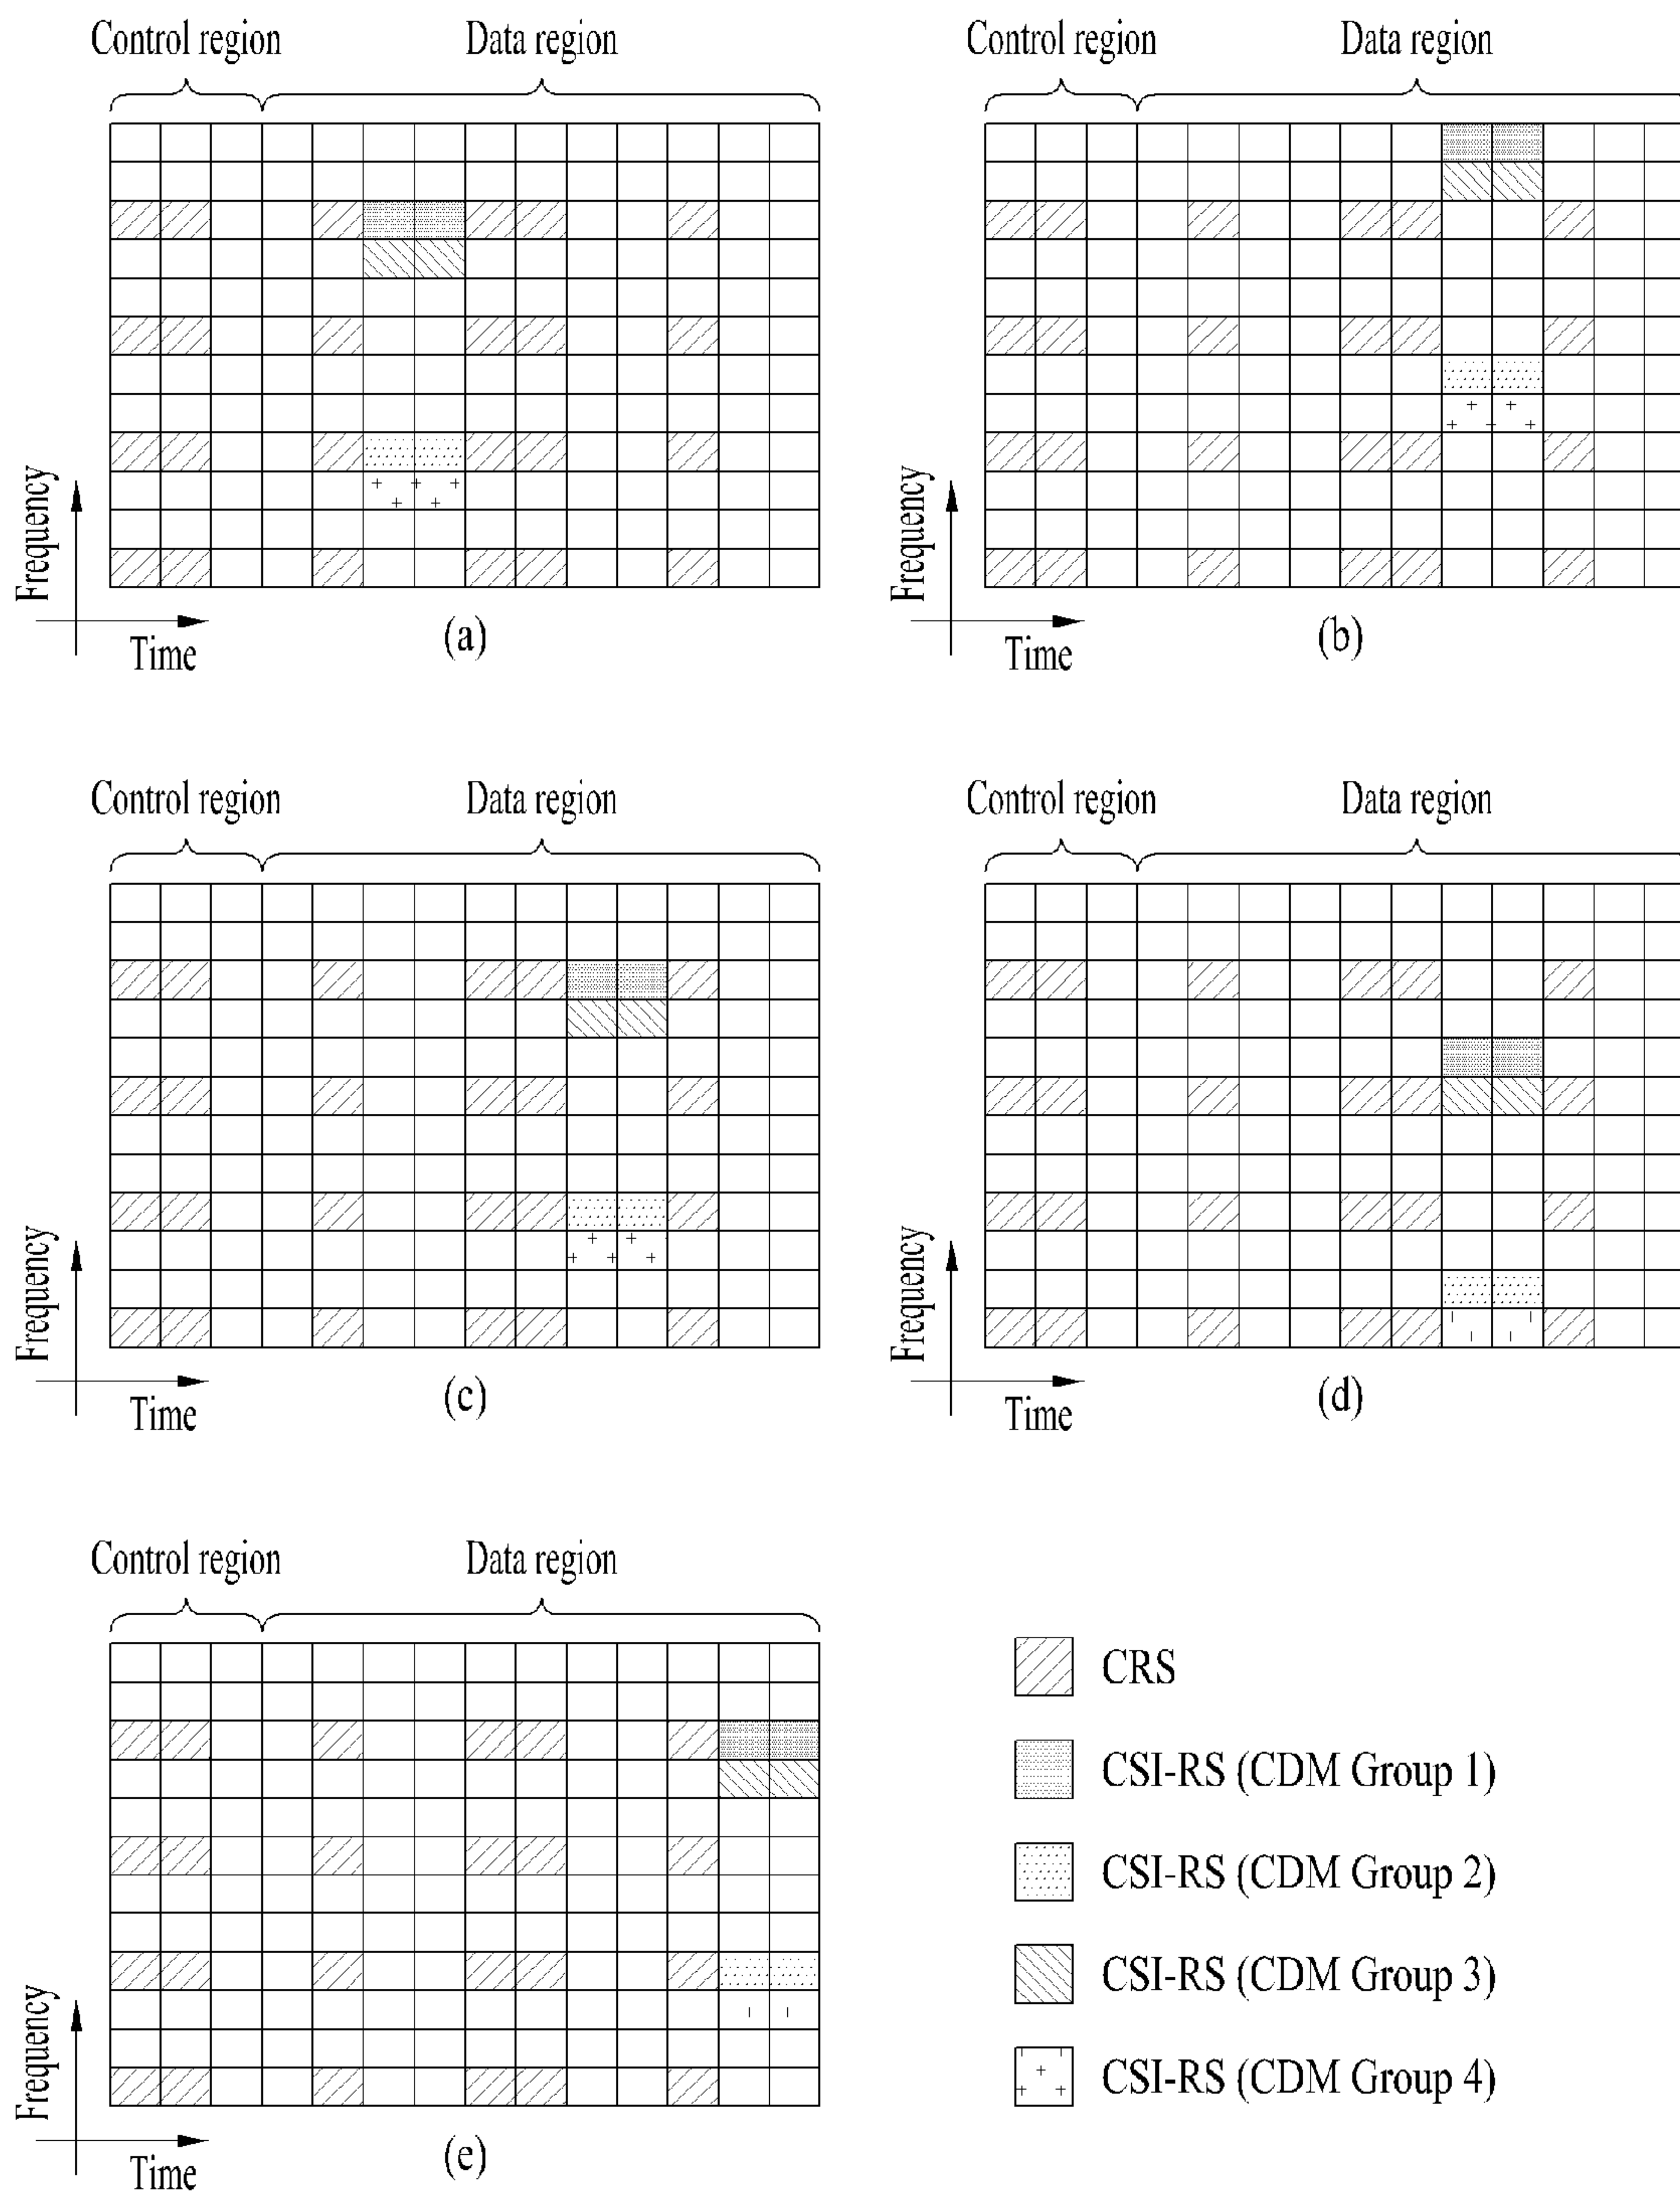 Control region
Data region
Control region
Data region
Frequency
Time
(a)
Frequency
Time
(b)
Control region
Data region
Control region
Data region
Frequency
Time
(c)
Frequency
Time
(d)
Control region
Data region
Frequency
Time
(e)
CRS
CSI-RS (CDM Group 1)
CSI-RS (CDM Group 2)
CSI-RS (CDM Group 3)
CSI-RS (CDM Group 4)